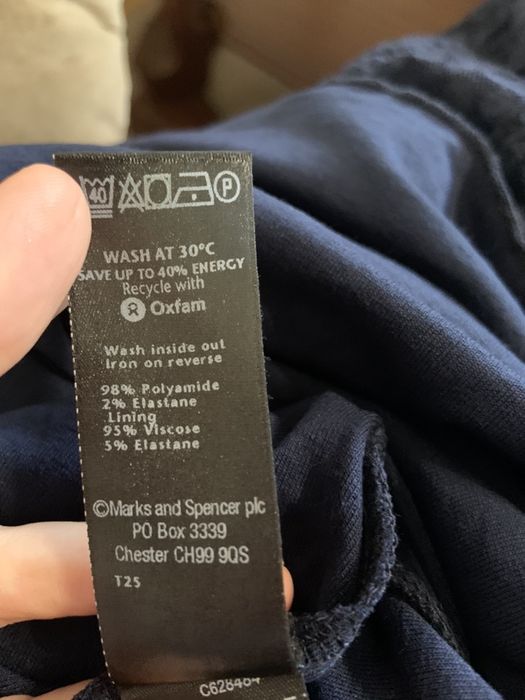 40 P
WASH AT 30°C
SAVE UP TO 40% ENERGY
Recycle with
Oxfam
Wash inside out
Iron on reverse
98% Polyamide
2% Elastane
Lining
95% Viscose
5% Elastane
©Marks and Spencer plc
PO Box 3339
Chester CH99 9QS
T25